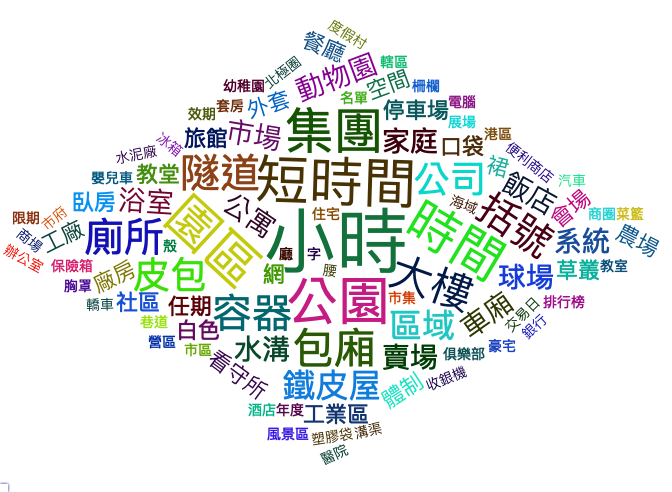 度假村
餐廳
北極圈
動物園
轄區
幼稚園
空間
柵欄
名單
電腦
效期
套房
外套
停車場
展場
旅館
市場
集團
家庭
口袋
港區
水泥廠
冰箱
便利商店
嬰兒車
教堂
隧道
短時間
公司
裙
飯店
汽車
臥房
浴室
公寓
住宅
海域
括號
會場
商圈
菜籃
限期
市府
工廠
廁所
殼
園區
小時
時間
系統
農場
商場
辦公室
保險箱
廠房
皮包
廳
字
腰
網
大樓
球場
草叢
教室
胸罩
轎車
社區
任期
容器
公園
市集
車廂
交易日
排行榜
巷道
白色
區域
銀行
營區
市區
水溝
包廂
賣場
俱樂部
豪宅
看守所
鐵皮屋
體制
收銀機
酒店
年度
工業區
風景區
塑膠袋
溝渠
醫院